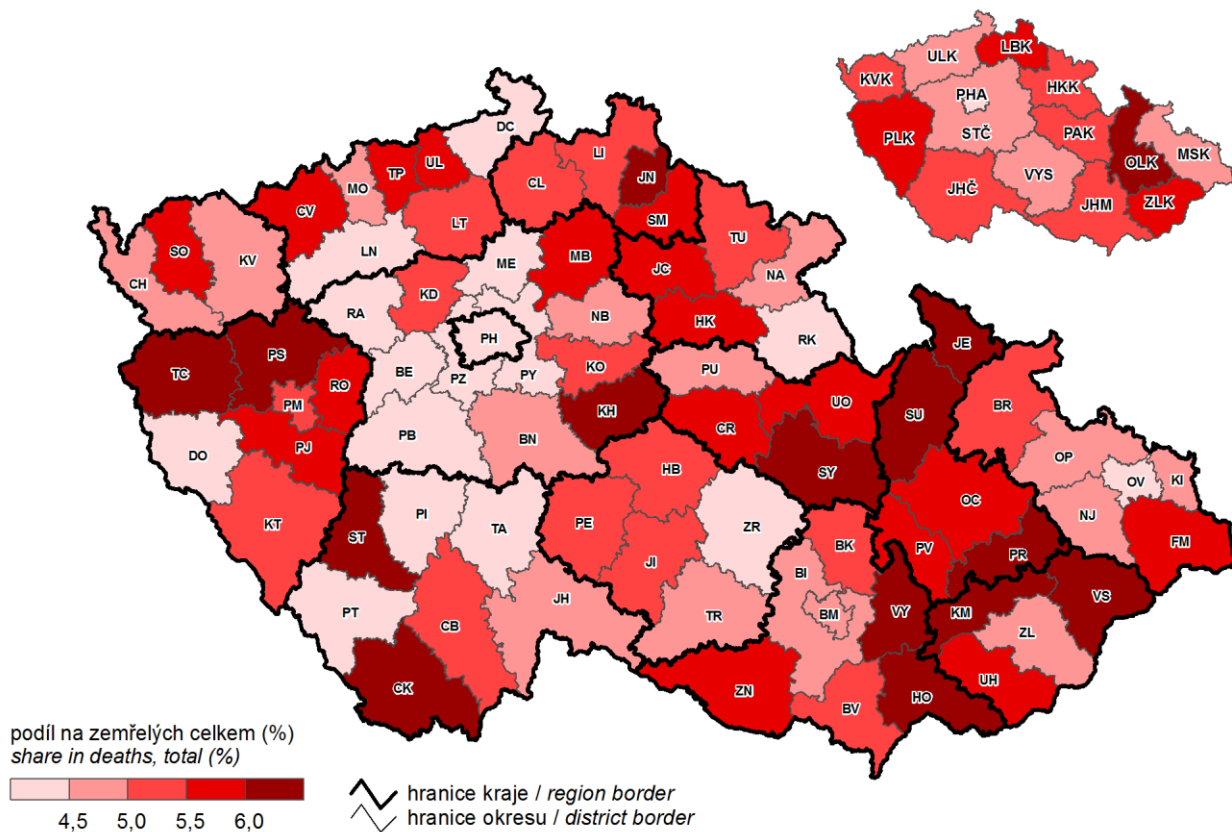 ULK
LBK
KVK
HKK
PHA
STČ
PLK
PAK
MSK
OLK
VYS
JHČ
JHM
ZLK
DC
LI
UL
TP
MO
CL
JN
CV
LT
SM
SO
LN
TU
KV
ME
MB
JC
NA
CH
KD
RA
NB
HK
PH
RK
JE
PS
TC
BE
PZ
PY
KO
PU
RO
PM
UO
SU
BR
KH
CR
PB
BN
PJ
DO
OP
SY
HB
OV
KI
OC
PI
TA
NJ
KT
ST
PE
ZR
BK
PV
FM
PR
JI
BI
VS
PT
JH
BM
VY
KM
CB
TR
ZL
UH
CK
ZN
HO
BV
podíl na zemřelých celkem (%)
share in deaths, total (%)
4,5 5,0 5,5 6,0
hranice kraje / region border
hranice okresu / district border